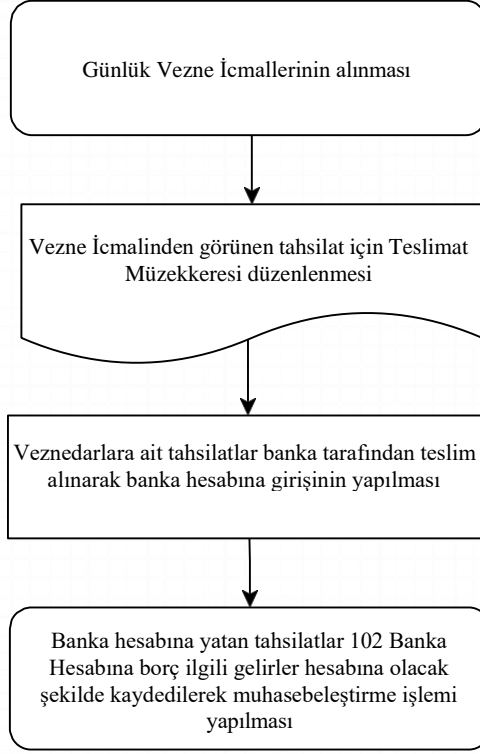 Günlük Vezne İcmallerinin alınması
Vezne İcmalinden görünen tahsilat için Teslimat
Müzekkeresi düzenlenmesi
Veznedarlara ait tahsilatlar banka tarafından teslim
alınarak banka hesabına girişinin yapılması
Banka hesabına yatan tahsilatlar 102 Banka
Hesabına borç ilgili gelirler hesabına olacak
şekilde kaydedilerek muhasebeleştirme işlemi
yapılması